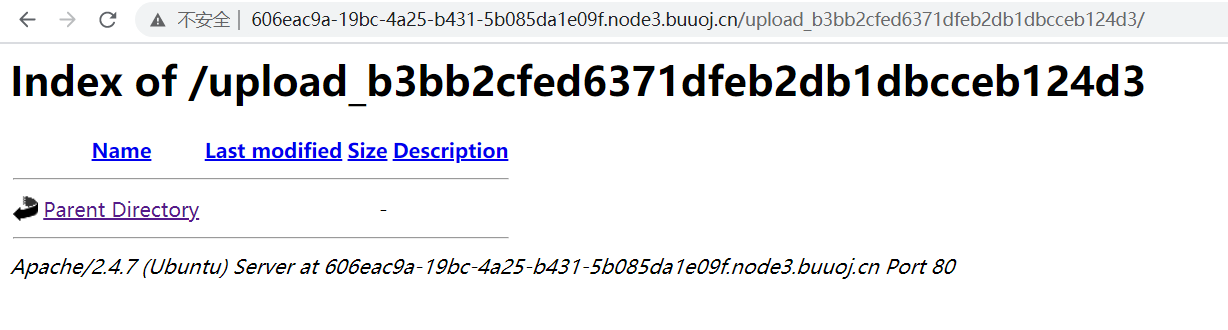 不安全 | 606eac9a-19bc-4a25-b431-5b085da1e09f.node3.buuoj.cn/upload_b3bb2cfed6371dfeb2db1dbcceb124d3/
Index of /upload_b3bb2cfed6371dfeb2db1dbcceb124d3
Name Last modified Size Description
Parent Directory -
Apache/2.4.7 (Ubuntu) Server at 606eac9a-19bc-4a25-b431-5b085da1e09f.node3.buuoj.cn Port 80